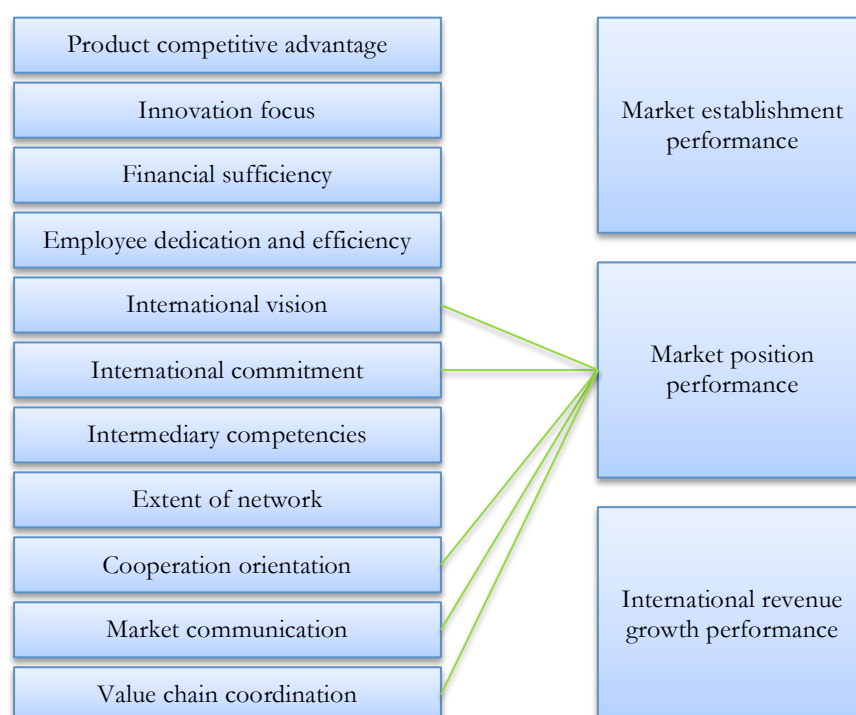 Product competitive advantage
Innovation focus
Financial sufficiency
Employee dedication and efficiency
International vision
International commitment
Intermediary competencies
Extent of network
Cooperation orientation
Market communication
Value chain coordination
Market establishment
performance
Market position
performance
International revenue
growth performance